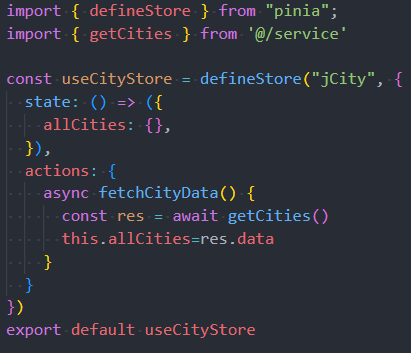 import { defineStore } from "pinia";
import { getCities } from '@/service'

const useCityStore = defineStore("jCity", {
  state: () => ({
    allCities: {},
  }),
  actions: {
    async fetchCityData() {
      const res = await getCities()
      this.allCities=res.data
    }
  }
})
export default useCityStore